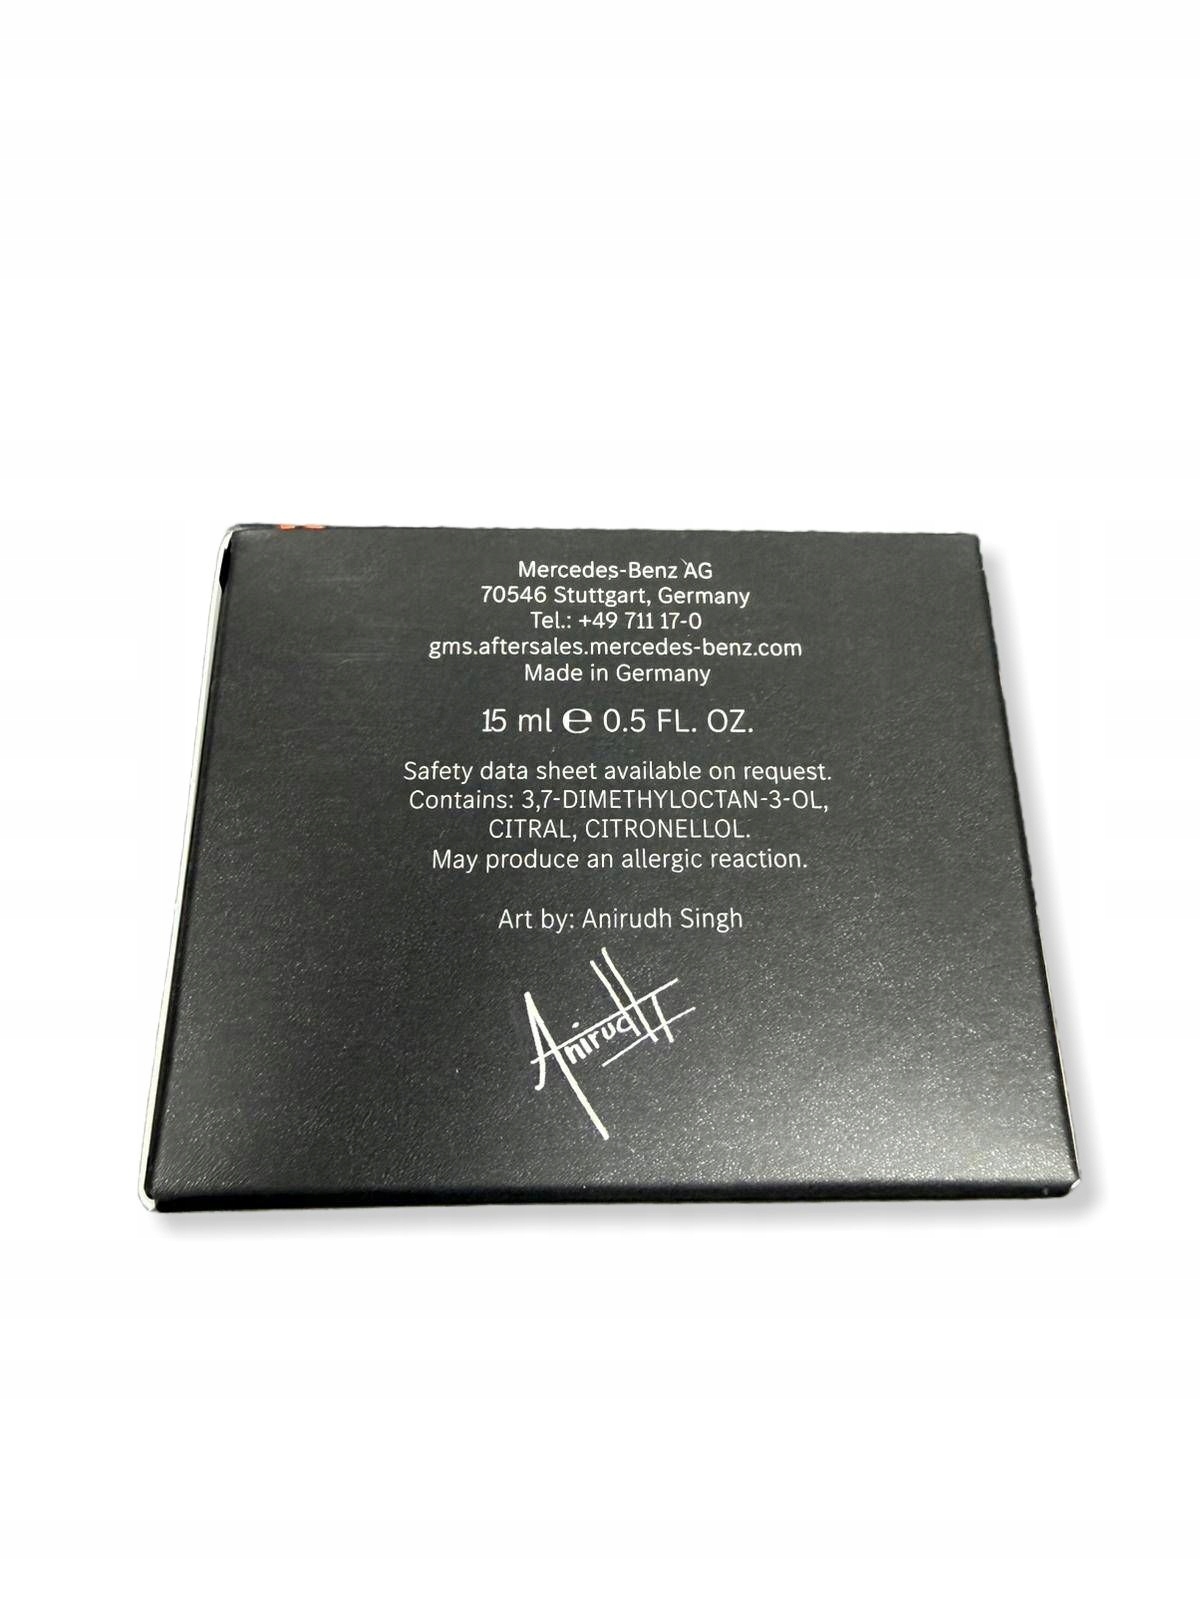 Mercedes-Benz AG
70546 Stuttgart, Germany
Tel.: +49 711 17-0
gms.aftersales.mercedes-benz.com
Made in Germany
15 ml ℮ 0.5 FL. OZ.
Safety data sheet available on request.
Contains: 3,7-DIMETHYLOCTAN-3-OL,
CITRAL, CITRONELLOL.
May produce an allergic reaction.
Art by: Anirudh Singh
Anirudh